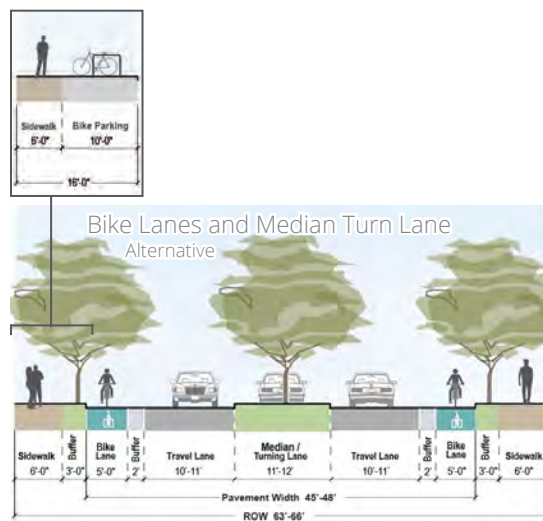 Sidewalk Bike Parking
6'-0" 10'-0"
16'-0"
Bike Lanes and Median Turn Lane
Alternative
Sidewalk Buffer Bike Lane Buffer Travel Lane Median / Turning Lane Travel Lane Buffer Bike Lane Buffer Sidewalk
6'-0" 3'-0" 5'-0" 2' 10'-11' 11'-12' 10'-11' 2' 5'-0" 3'-0" 6'-0"
Pavement Width 45'-48'
ROW 63'-66'